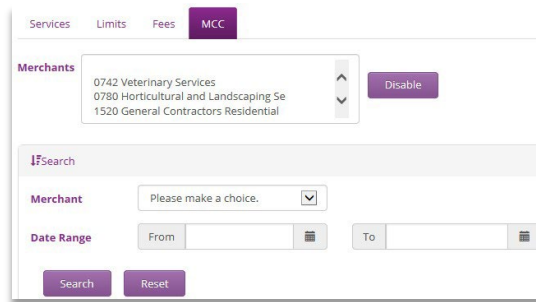 Services Limits Fees MCC
Merchants
0742 Veterinary Services
0780 Horticultural and Landscaping Se
1520 General Contractors Residential
Disable
Search
Merchant Please make a choice.
Date Range From To
Search Reset